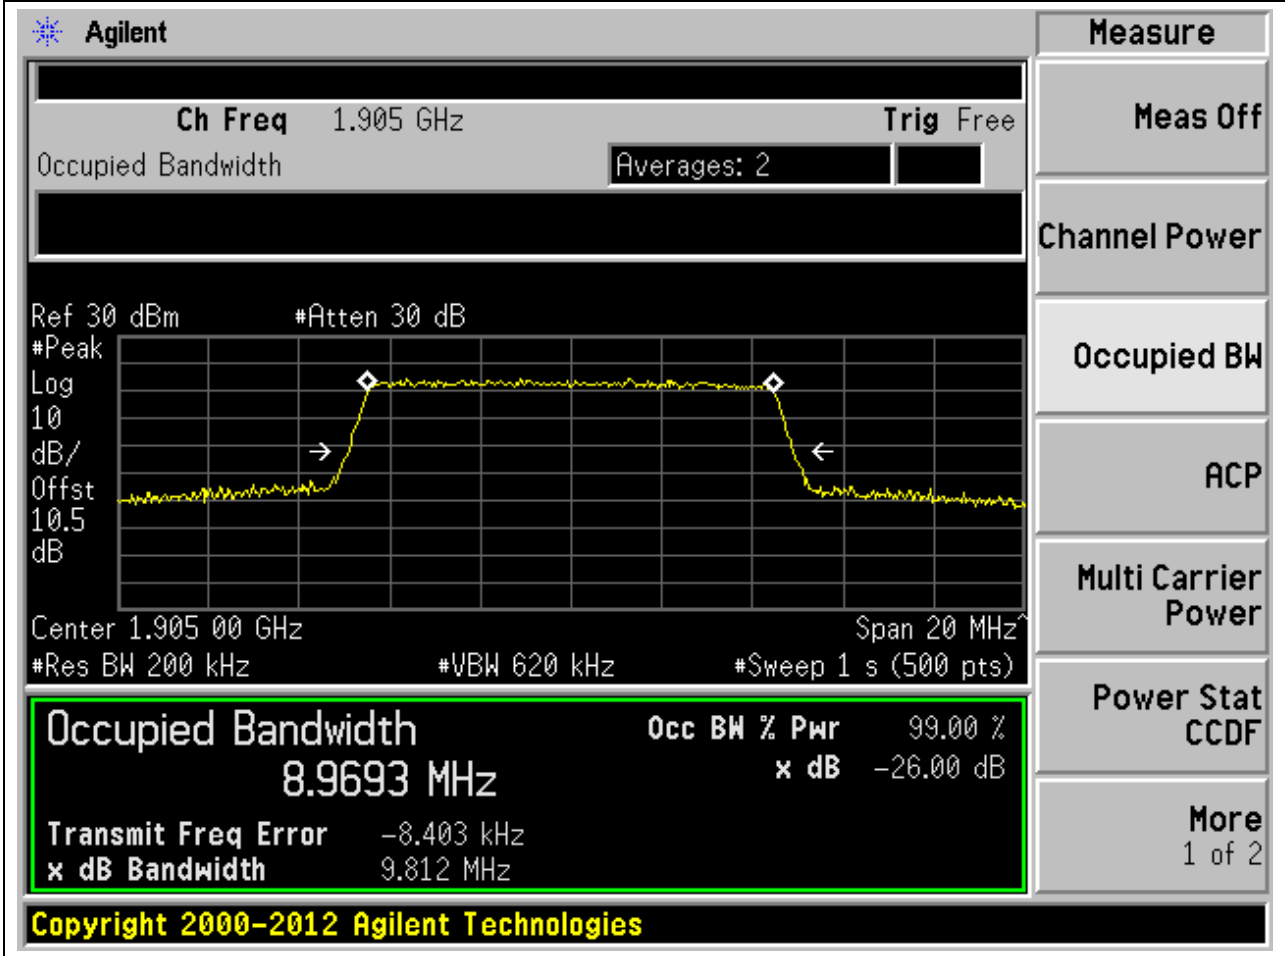 Agilent
Measure
Ch Freq 1.905 GHz Trig Free
Meas Off
Occupied Bandwidth Averages: 2
Channel Power
Ref 30 dBm #Atten 30 dB
#Peak
Log
10
dB/
Offst
10.5
dB
Occupied BW
ACP
Center 1.905 00 GHz Span 20 MHz^
#Res BW 200 kHz #VBW 620 kHz #Sweep 1 s (500 pts)
Multi Carrier
Power
Occupied Bandwidth Occ BW % Pwr 99.00 %
8.9693 MHz x dB -26.00 dB
Transmit Freq Error -8.403 kHz
x dB Bandwidth 9.812 MHz
Power Stat
CCDF
More
1 of 2
Copyright 2000-2012 Agilent Technologies